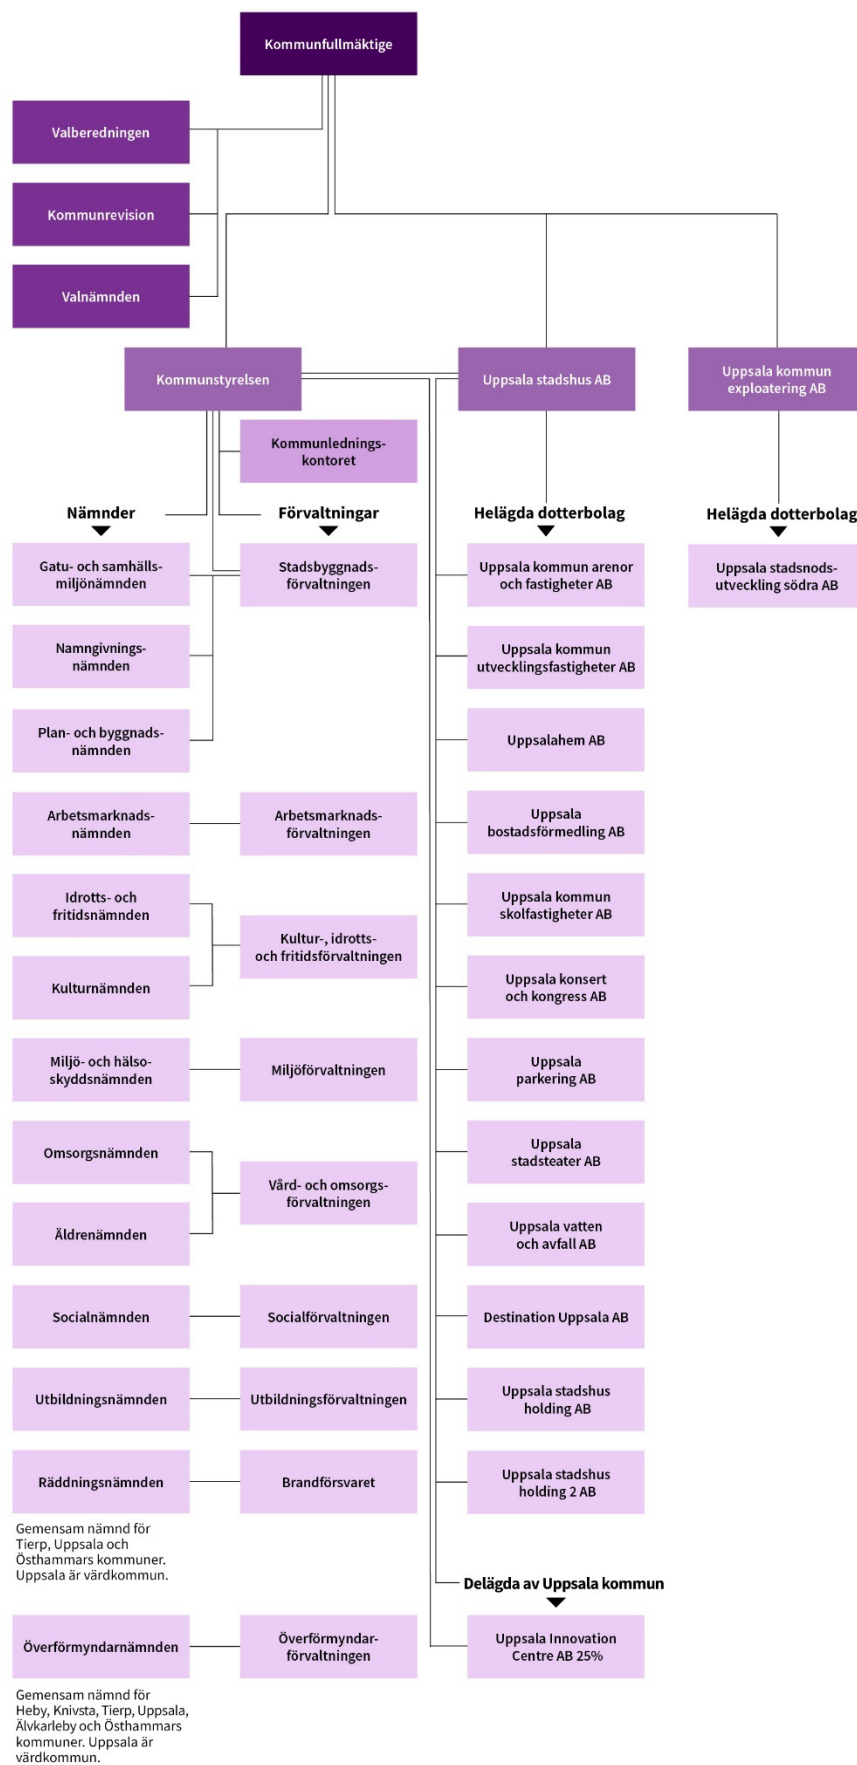 Kommunfullmäktige
Valberedningen
Kommunrevision
Valnämnden
Kommunstyrelsen
Uppsala stadshus AB
Uppsala kommun
exploatering AB
Kommunlednings-
kontoret
Nämnder
Förvaltningar
Helägda dotterbolag
Helägda dotterbolag
Gatu- och samhälls-
miljönämnden
Stadsbyggnads-
förvaltningen
Uppsala kommun arenor
och fastigheter AB
Uppsala stadsnods-
utveckling södra AB
Namngivnings-
nämnden
Uppsala kommun
utvecklingsfastigheter AB
Plan- och byggnads-
nämnden
Uppsalahem AB
Arbetsmarknads-
nämnden
Arbetsmarknads-
förvaltningen
Uppsala
bostadsförmedling AB
Idrotts- och
fritidsnämnden
Kultur-, idrotts-
och fritidsförvaltningen
Uppsala kommun
skolfastigheter AB
Kulturnämnden
Uppsala konsert
och kongress AB
Miljö- och hälso-
skyddsnämnden
Miljöförvaltningen
Uppsala
parkering AB
Omsorgsnämnden
Vård- och omsorgs-
förvaltningen
Uppsala
stadsteater AB
Äldrenämnden
Uppsala vatten
och avfall AB
Socialnämnden
Socialförvaltningen
Destination Uppsala AB
Utbildningsnämnden
Utbildningsförvaltningen
Uppsala stadshus
holding AB
Räddningsnämnden
Brandförsvaret
Uppsala stadshus
holding 2 AB
Gemensam nämnd för
Tierp, Uppsala och
Östhammars kommuner.
Uppsala är värdkommun.
Delägda av Uppsala kommun
Överförmyndarnämnden
Överförmyndar-
förvaltningen
Uppsala Innovation
Centre AB 25%
Gemensam nämnd för
Heby, Knivsta, Tierp, Uppsala,
Älvkarleby och Östhammars
kommuner. Uppsala är
värdkommun.